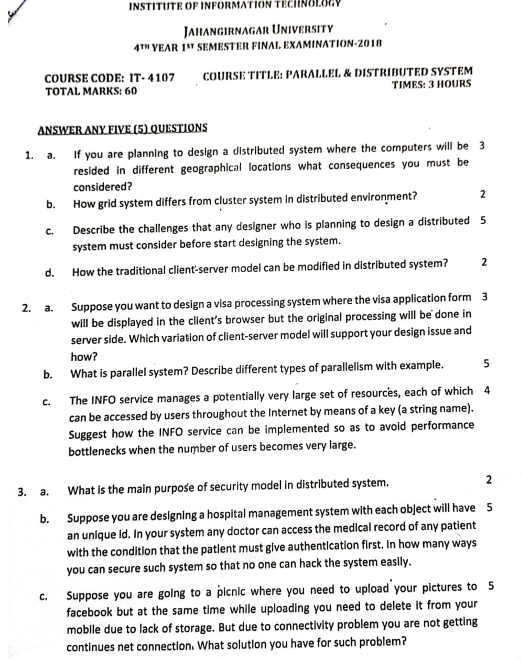 INSTITUTE OF INFORMATION TECHNOLOGY
JAHANGIRNAGAR UNIVERSITY
4TH YEAR 1ST SEMESTER FINAL EXAMINATION-2018
COURSE CODE: IT- 4107 COURSE TITLE: PARALLEL & DISTRIBUTED SYSTEM
TOTAL MARKS: 60 TIMES: 3 HOURS
ANSWER ANY FIVE (5) QUESTIONS
1. a. If you are planning to design a distributed system where the computers will be 3
resided in different geographical locations what consequences you must be
considered?
b. How grid system differs from cluster system in distributed environment? 2
c. Describe the challenges that any designer who is planning to design a distributed 5
system must consider before start designing the system.
d. How the traditional client-server model can be modified in distributed system? 2
2. a. Suppose you want to design a visa processing system where the visa application form 3
will be displayed in the client's browser but the original processing will be done in
server side. Which variation of client-server model will support your design issue and
how?
b. What is parallel system? Describe different types of parallelism with example. 5
c. The INFO service manages a potentially very large set of resources, each of which 4
can be accessed by users throughout the Internet by means of a key (a string name).
Suggest how the INFO service can be implemented so as to avoid performance
bottlenecks when the number of users becomes very large.
3. a. What is the main purpose of security model in distributed system. 2
b. Suppose you are designing a hospital management system with each object will have 5
an unique id. In your system any doctor can access the medical record of any patient
with the condition that the patient must give authentication first. In how many ways
you can secure such system so that no one can hack the system easily.
c. Suppose you are going to a picnic where you need to upload your pictures to 5
facebook but at the same time while uploading you need to delete it from your
mobile due to lack of storage. But due to connectivity problem you are not getting
continues net connection. What solution you have for such problem?